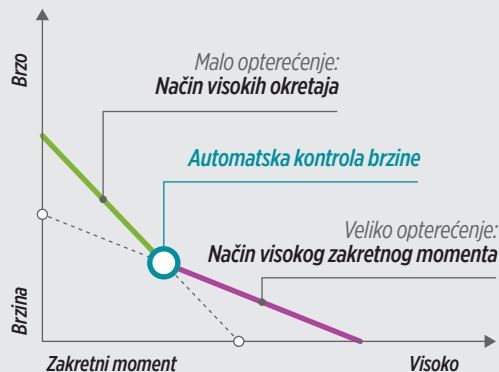 Brzo
Malo opterećenje:
Način visokih okretaja
Automatska kontrola brzine
Veliko opterećenje:
Način visokog zakretnog momenta
Brzina
Zakretni moment
Visoko